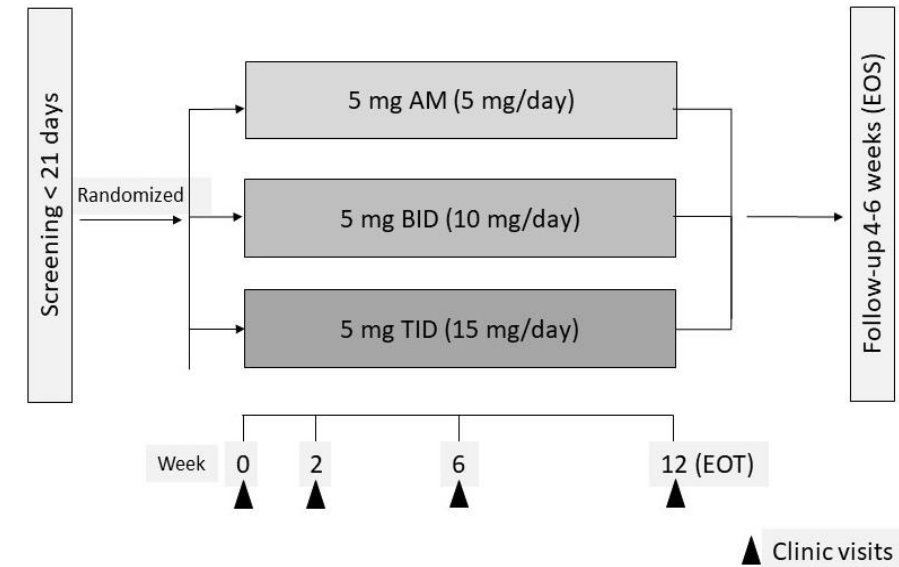 Screening < 21 days
Randomized
5 mg AM (5 mg/day)
5 mg BID (10 mg/day)
5 mg TID (15 mg/day)
Follow-up 4-6 weeks (EOS)
Week 0 2 6 12 (EOT)
Clinic visits